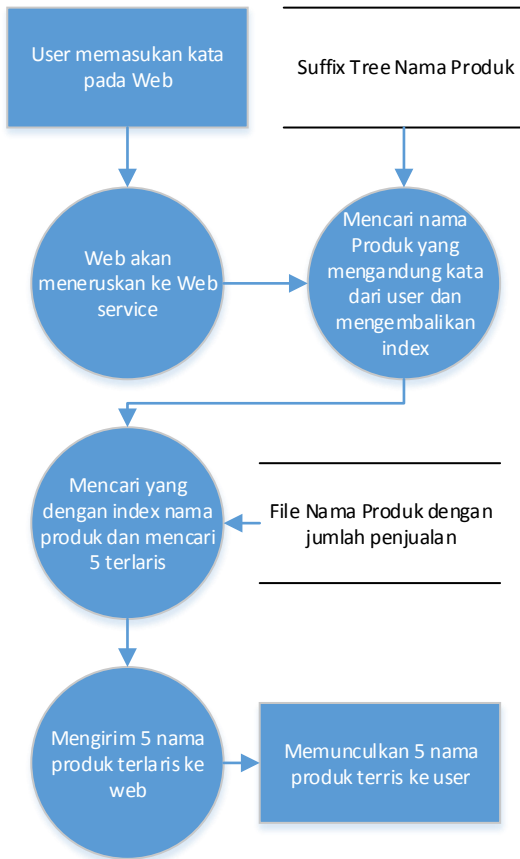 User memasukan kata
pada Web
Suffix Tree Nama Produk
Web akan
meneruskan ke Web
service
Mencari nama
Produk yang
mengandung kata
dari user dan
mengembalikan
index
Mencari yang
dengan index nama
produk dan mencari
5 terlaris
File Nama Produk dengan
jumlah penjualan
Mengirim 5 nama
produk terlaris ke
web
Memunculkan 5 nama
produk terris ke user